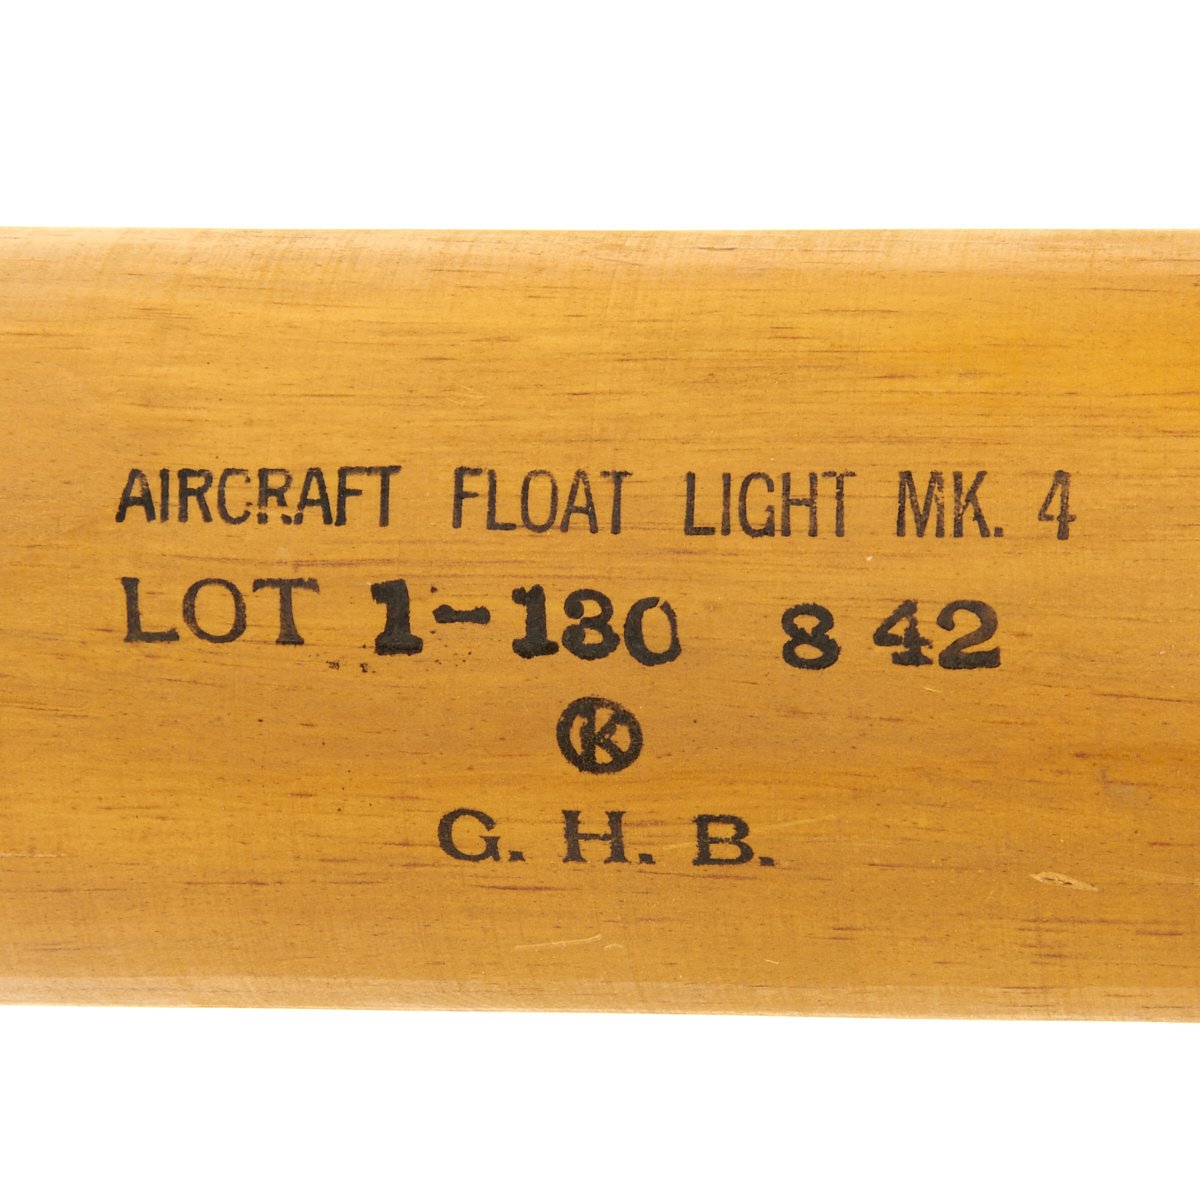 AIRCRAFT FLOAT LIGHT MK. 4
LOT 1-130 8 42
K
G. H. B.